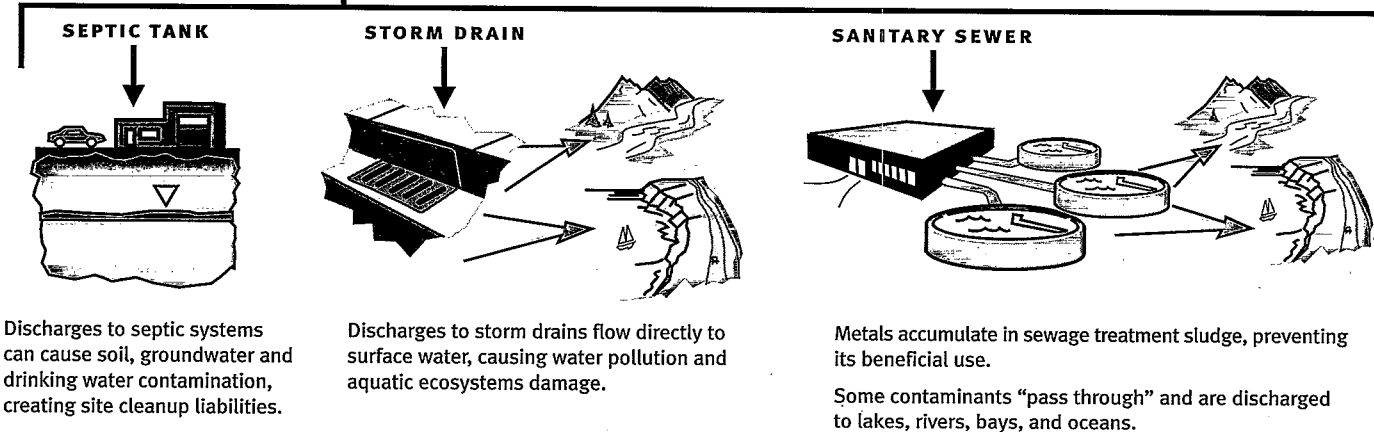 SEPTIC TANK
STORM DRAIN
SANITARY SEWER
Discharges to septic systems
can cause soil, groundwater and
drinking water contamination,
creating site cleanup liabilities.
Discharges to storm drains flow directly to
surface water, causing water pollution and
aquatic ecosystems damage.
Metals accumulate in sewage treatment sludge, preventing
its beneficial use.
Some contaminants “pass through” and are discharged
to lakes, rivers, bays, and oceans.